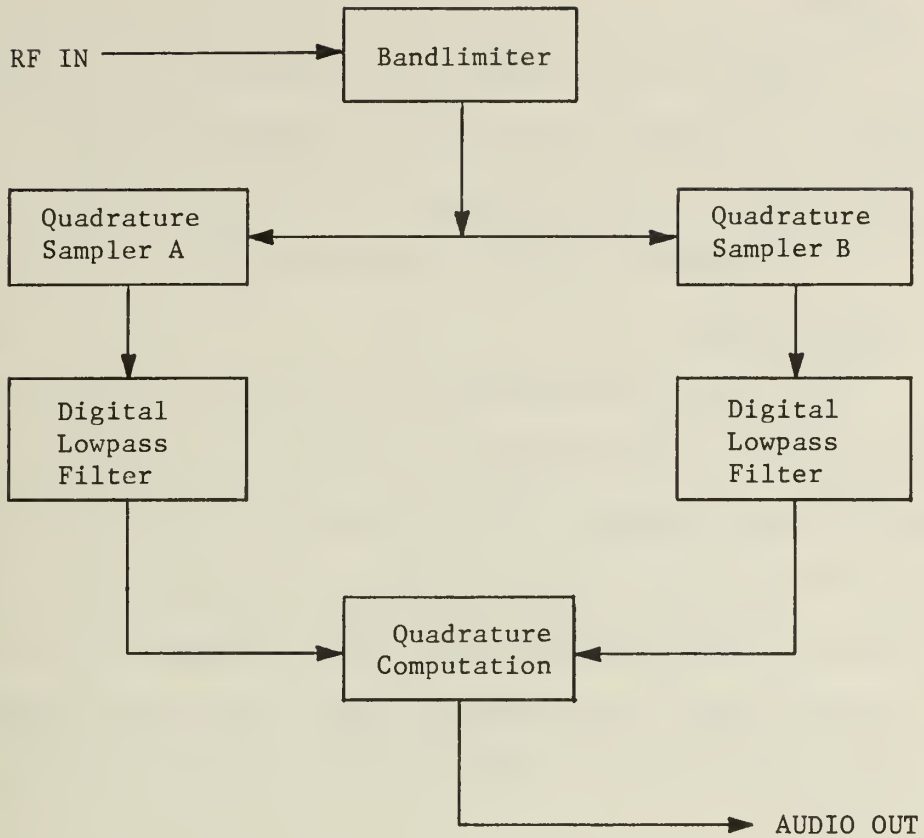 RF IN
Bandlimiter
Quadrature
Sampler A
Quadrature
Sampler B
Digital
Lowpass
Filter
Digital
Lowpass
Filter
Quadrature
Computation
AUDIO OUT